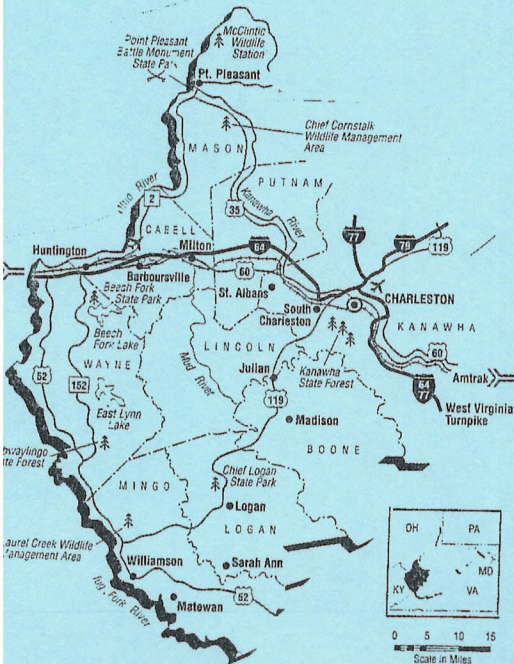 McClintic
Wildlife
Station
Point Pleasant
Battle Monument
State Park
Pt. Pleasant
Chief Cornstalk
Wildlife Management
Area
MASON
PUTNAM
Ohio River
2
35
Kanawha River
CABELL
77
79
119
64
Huntington
Milton
Barboursville
60
Beech Fork
State Park
St. Albans
CHARLESTON
South
Charleston
KANAWHA
Beech
Fork Lake
LINCOLN
60
WAYNE
Mud River
Julian
Kanawha
State Forest
52
152
119
64
77
Amtrak
West Virginia
Turnpike
East Lynn
Lake
Madison
BOONE
te Forest
Chief Logan
State Park
MINGO
Logan
LOGAN
OH
PA
MD
KY
VA
Laurel Creek Wildlife
Management Area
Williamson
Sarah Ann
52
Matewan
Tug Fork River
0 5 10 15
Scale in Miles